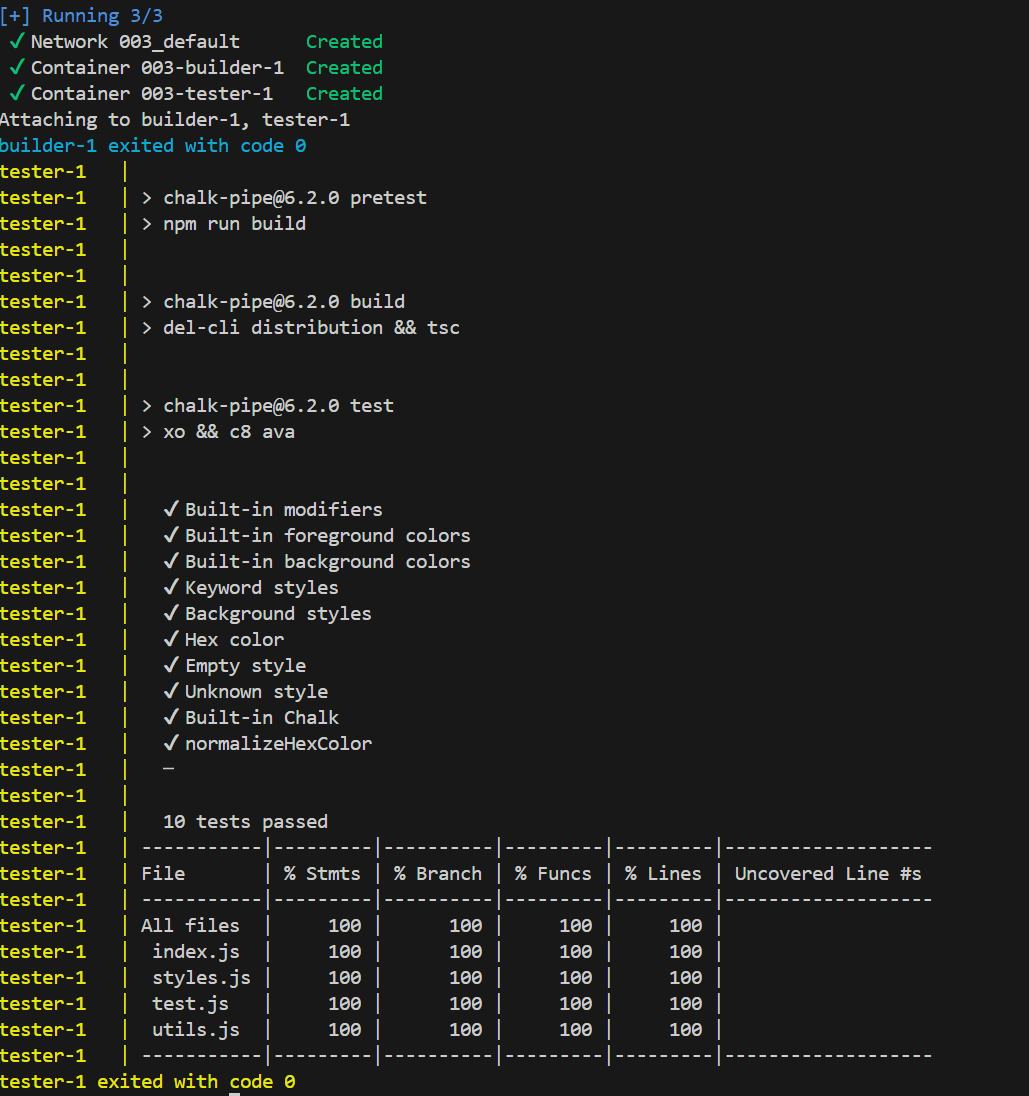 [+] Running 3/3
✓ Network 003_default      Created
✓ Container 003-builder-1  Created
✓ Container 003-tester-1   Created
Attaching to builder-1, tester-1
builder-1 exited with code 0
tester-1   |
tester-1   | > chalk-pipe@6.2.0 pretest
tester-1   | > npm run build
tester-1   |
tester-1   |
tester-1   | > chalk-pipe@6.2.0 build
tester-1   | > del-cli distribution && tsc
tester-1   |
tester-1   |
tester-1   | > chalk-pipe@6.2.0 test
tester-1   | > xo && c8 ava
tester-1   |
tester-1   |
tester-1   |   ✓ Built-in modifiers
tester-1   |   ✓ Built-in foreground colors
tester-1   |   ✓ Built-in background colors
tester-1   |   ✓ Keyword styles
tester-1   |   ✓ Background styles
tester-1   |   ✓ Hex color
tester-1   |   ✓ Empty style
tester-1   |   ✓ Unknown style
tester-1   |   ✓ Built-in Chalk
tester-1   |   ✓ normalizeHexColor
tester-1   |   ─
tester-1   |
tester-1   |   10 tests passed
tester-1   | -----------|---------|----------|---------|---------|-------------------
tester-1   | File       | % Stmts | % Branch | % Funcs | % Lines | Uncovered Line #s
tester-1   | -----------|---------|----------|---------|---------|-------------------
tester-1   | All files  |     100 |      100 |     100 |     100 |
tester-1   |  index.js  |     100 |      100 |     100 |     100 |
tester-1   |  styles.js |     100 |      100 |     100 |     100 |
tester-1   |  test.js   |     100 |      100 |     100 |     100 |
tester-1   |  utils.js  |     100 |      100 |     100 |     100 |
tester-1   | -----------|---------|----------|---------|---------|-------------------
tester-1 exited with code 0